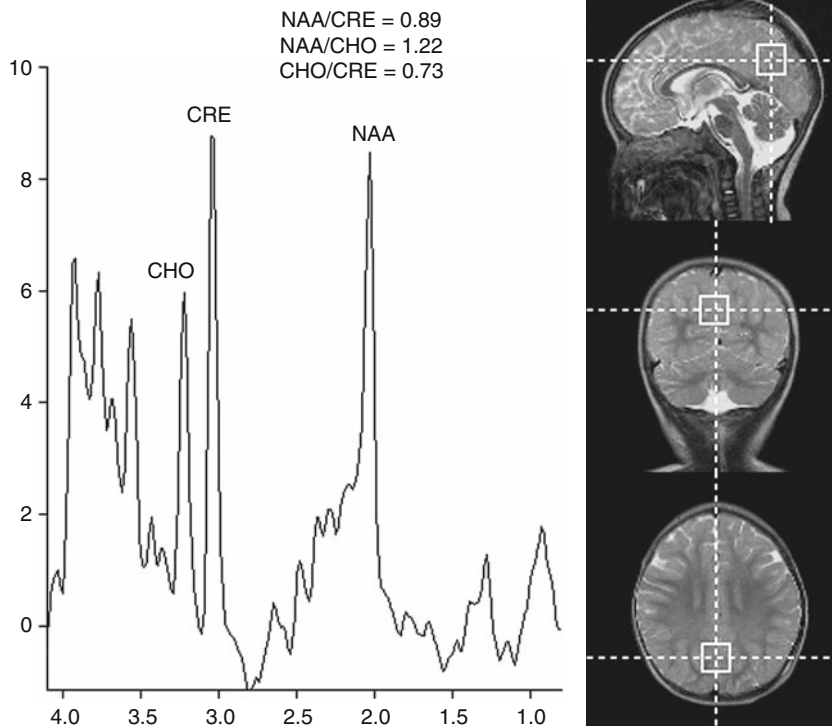 NAA/CRE = 0.89
NAA/CHO = 1.22
CHO/CRE = 0.73
10
CRE
NAA
8
CHO
6
4
2
0
4.0 3.5 3.0 2.5 2.0 1.5 1.0